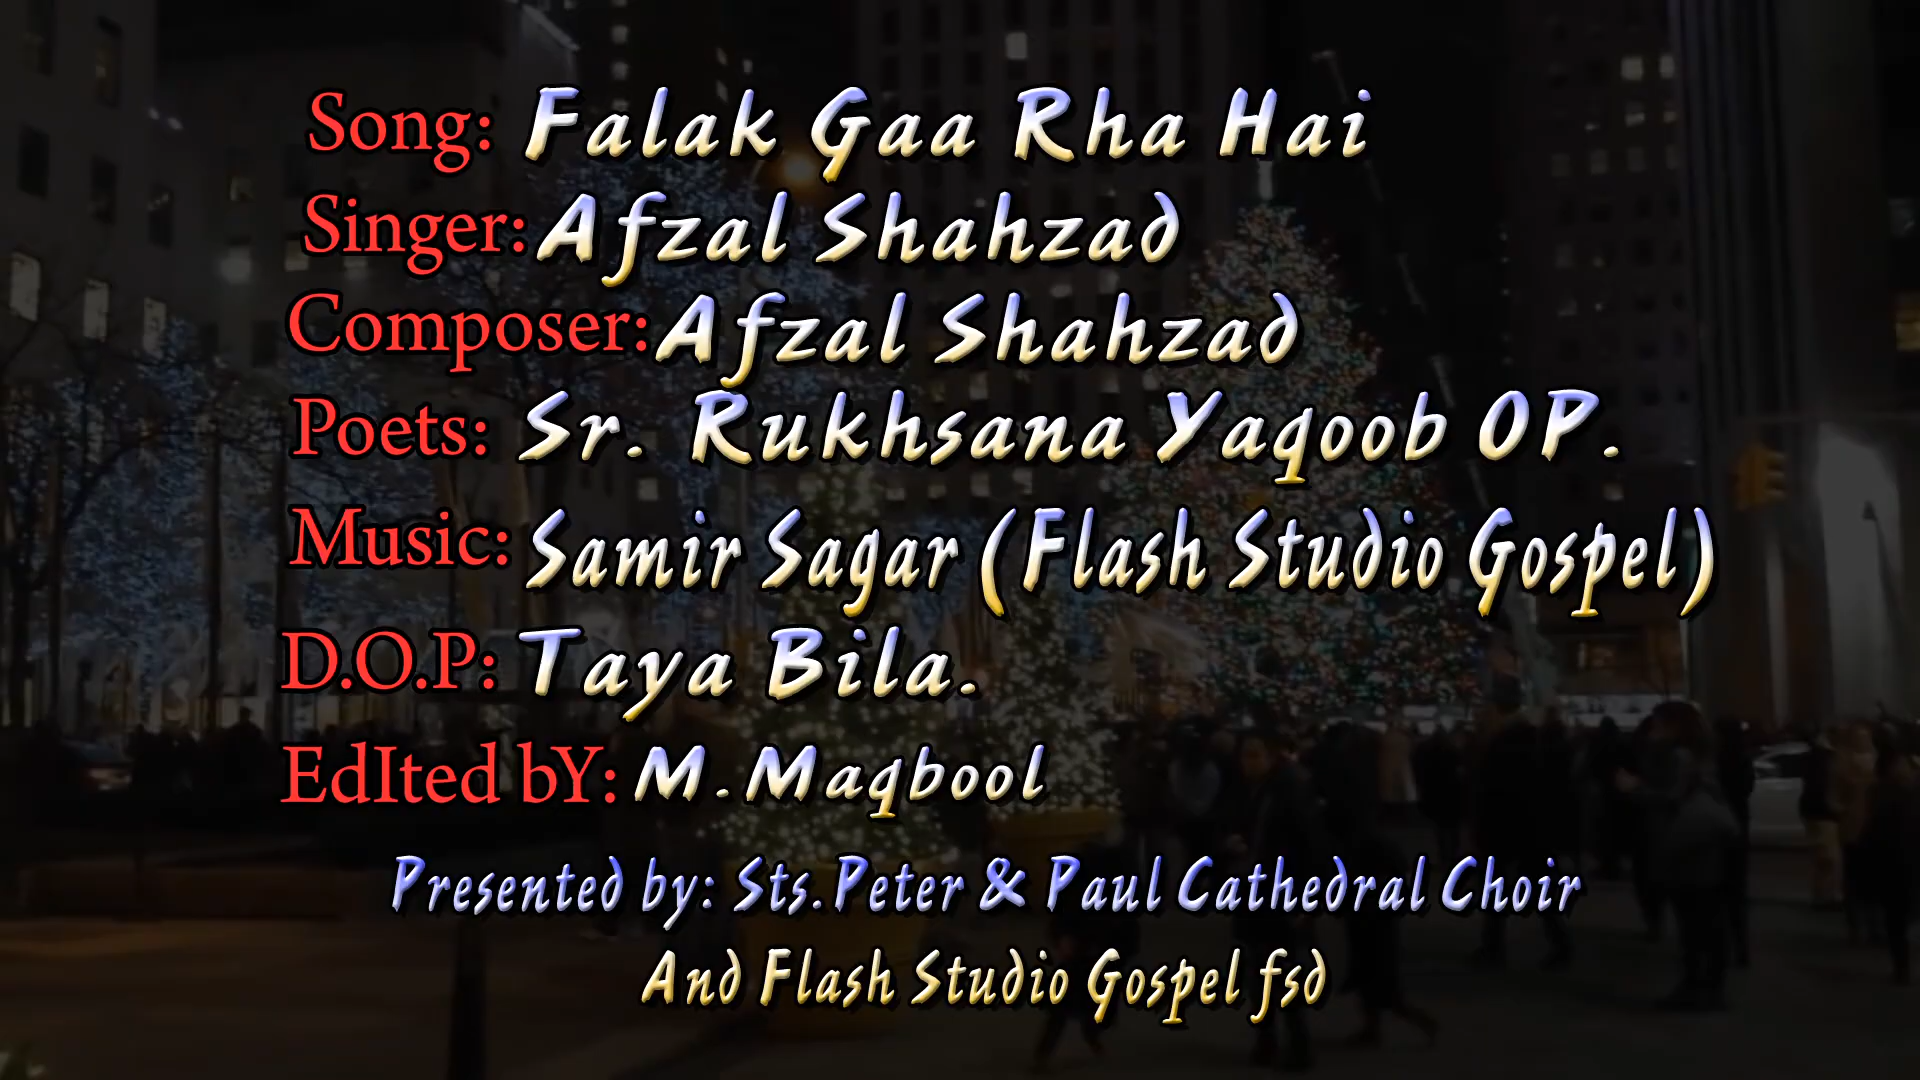 Song: Falak Gaa Rha Hai
Singer: Afzal Shahzad
Composer: Afzal Shahzad
Poets: Sr. Rukhsana Yaqoob OP.
Music: Samir Sagar (Flash Studio Gospel)
D.O.P: Taya Bila.
EdIted bY: M.Maqbool
Presented by: Sts.Peter & Paul Cathedral Choir
And Flash Studio Gospel fsd